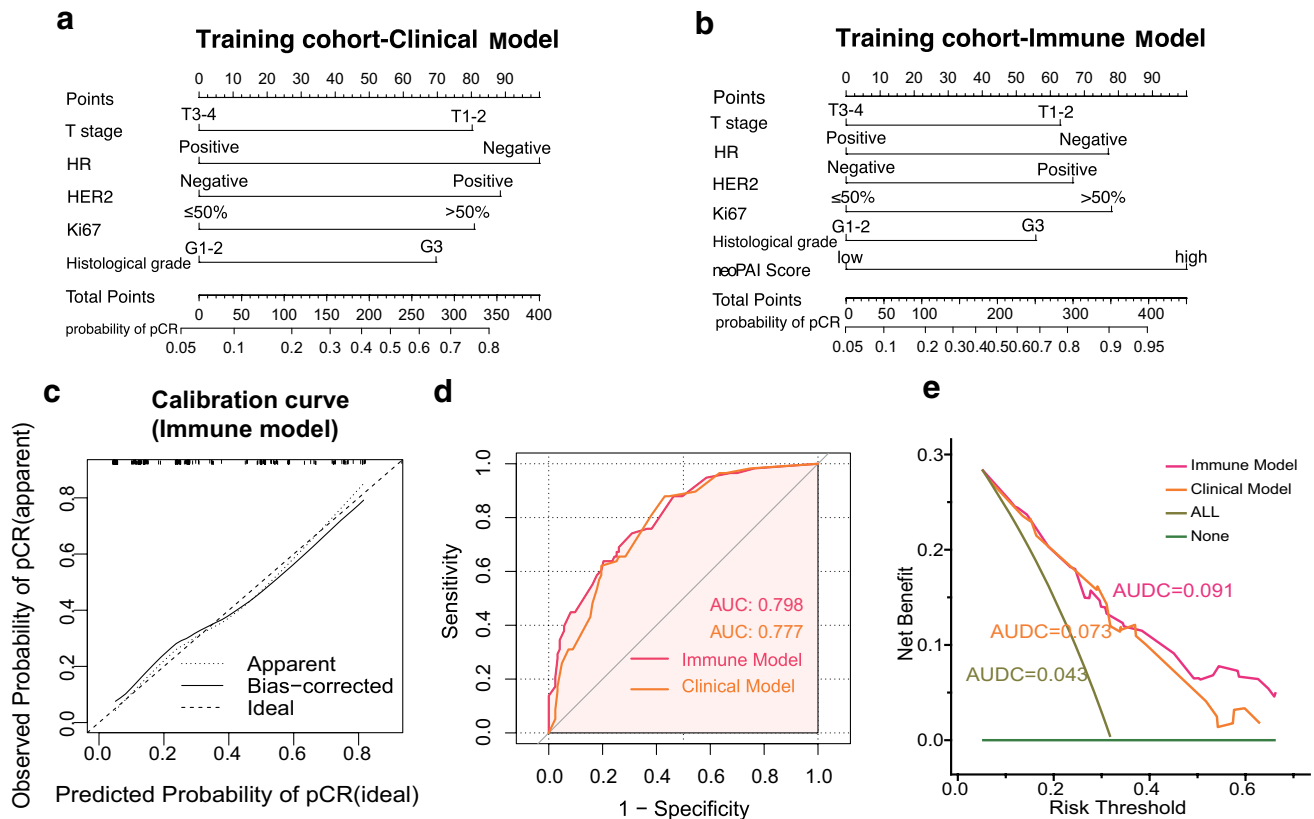 a
Training cohort-Clinical Model
0 10 20 30 40 50 60 70 80 90
Points
T3-4 T1-2
T stage
Positive Negative
HR
Negative Positive
HER2
≤50% >50%
Ki67
G1-2 G3
Histological grade
Total Points
0 50 100 150 200 250 300 350 400
probability of pCR
0.05 0.1 0.2 0.3 0.4 0.5 0.6 0.7 0.8
b
Training cohort-Immune Model
0 10 20 30 40 50 60 70 80 90
Points
T3-4 T1-2
T stage
Positive Negative
HR
Negative Positive
HER2
≤50% >50%
Ki67
G1-2 G3
Histological grade
low high
neoPAI Score
Total Points
0 50 100 150 200 250 300 350 400
probability of pCR
0.05 0.1 0.2 0.30 0.40 0.50 0.60 0.7 0.8 0.9 0.95
c
Calibration curve
(Immune model)
Observed Probability of pCR(apparent)
0.8
0.6
0.4
0.2
0.0
Apparent
Bias-corrected
Ideal
0.0 0.2 0.4 0.6 0.8
Predicted Probability of pCR(ideal)
d
Sensitivity
1.0
0.8
0.6
0.4
0.2
0.0
AUC: 0.798
AUC: 0.777
Immune Model
Clinical Model
0.0 0.2 0.4 0.6 0.8 1.0
1 − Specificity
e
Net Benefit
0.3
0.2
0.1
0.0
Immune Model
Clinical Model
ALL
None
AUDC=0.091
AUDC=0.073
AUDC=0.043
0.0 0.2 0.4 0.6
Risk Threshold